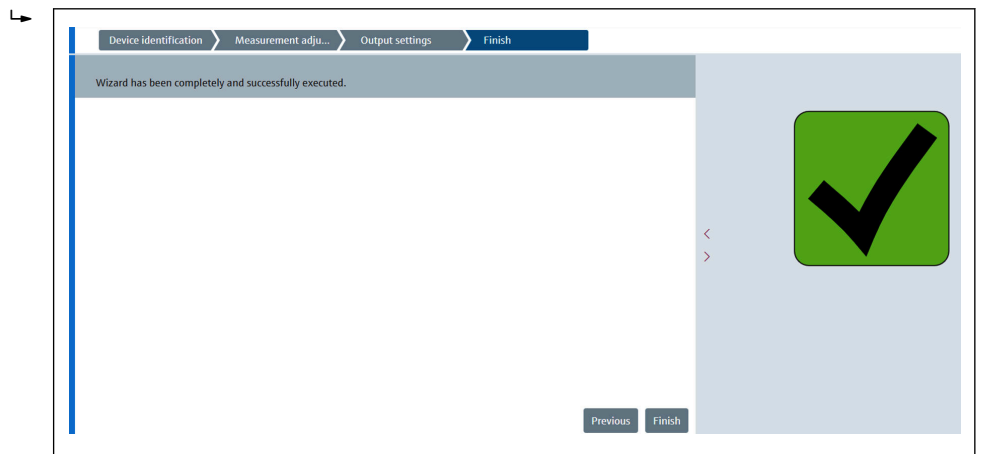 Device identification Measurement adju... Output settings Finish
Wizard has been completely and successfully executed.
Previous Finish